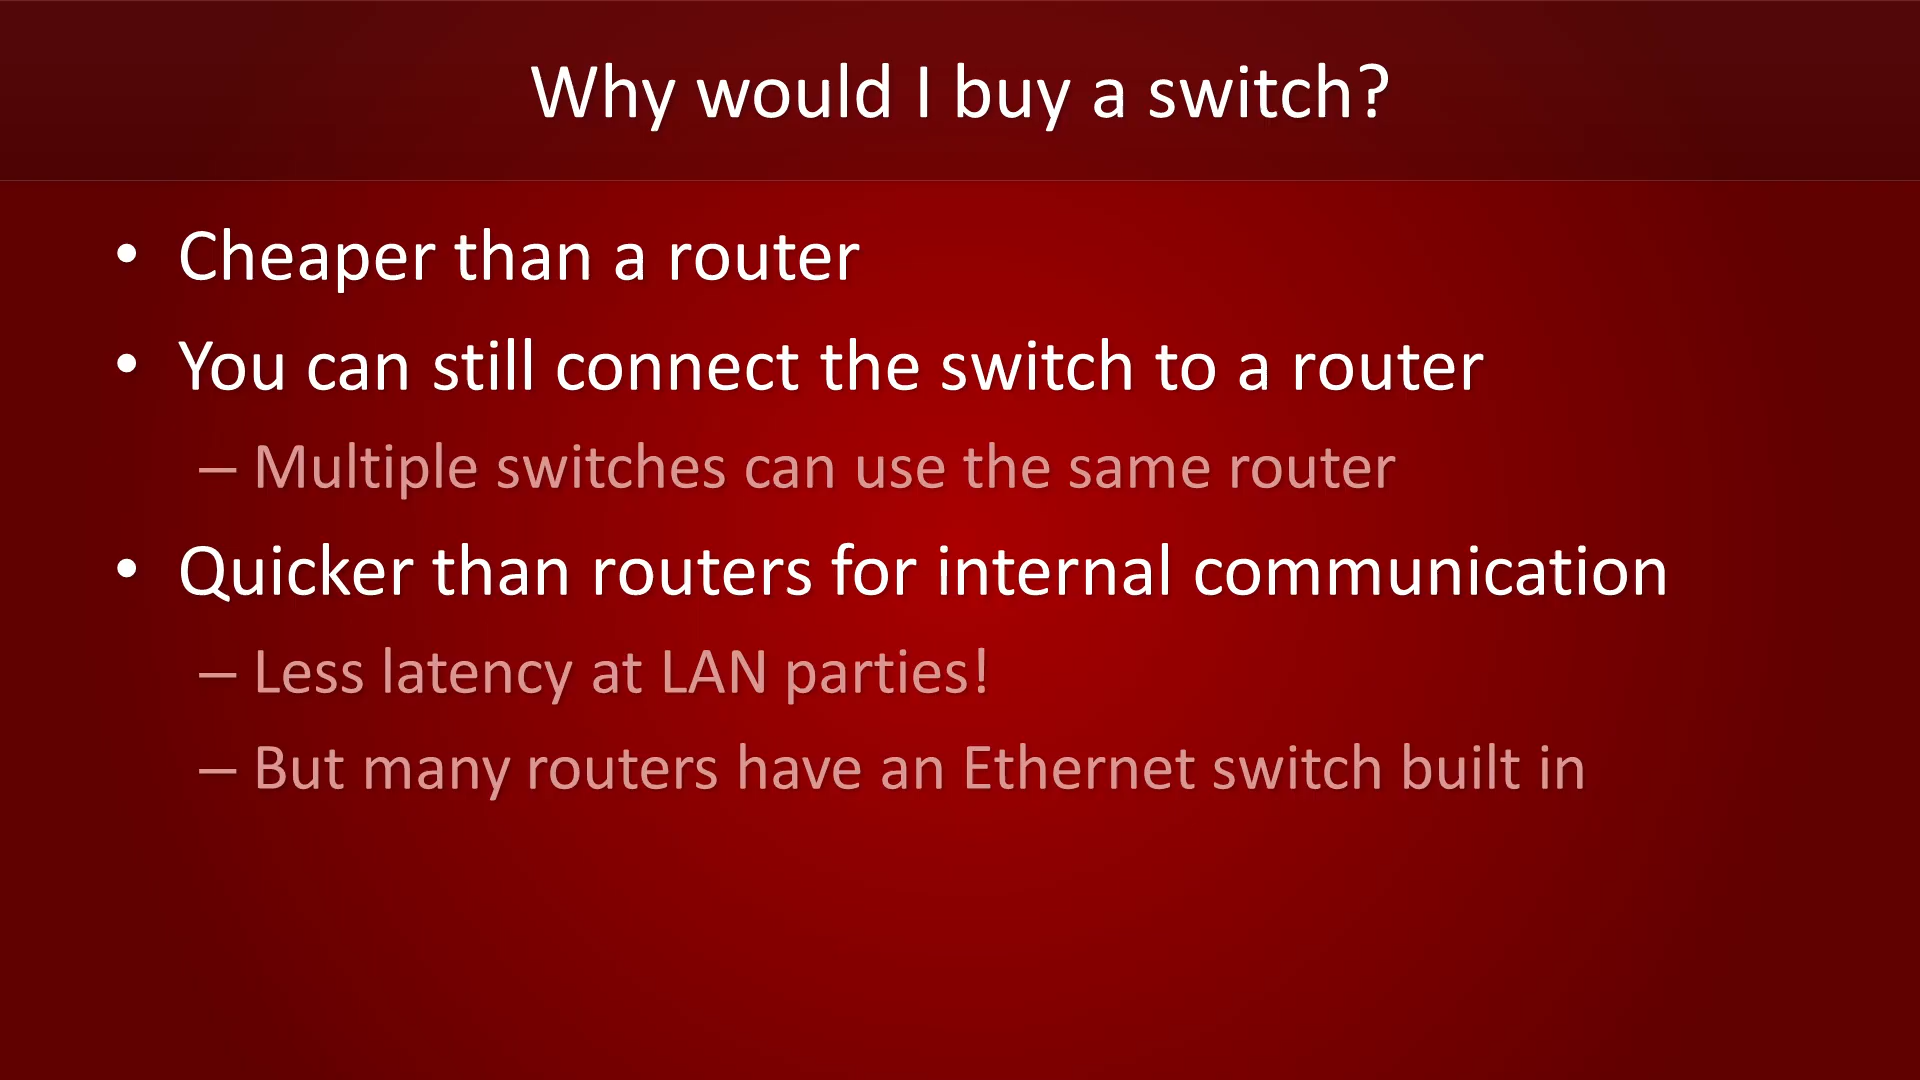 Why would I buy a switch?
• Cheaper than a router
• You can still connect the switch to a router
– Multiple switches can use the same router
• Quicker than routers for internal communication
– Less latency at LAN parties!
– But many routers have an Ethernet switch built in